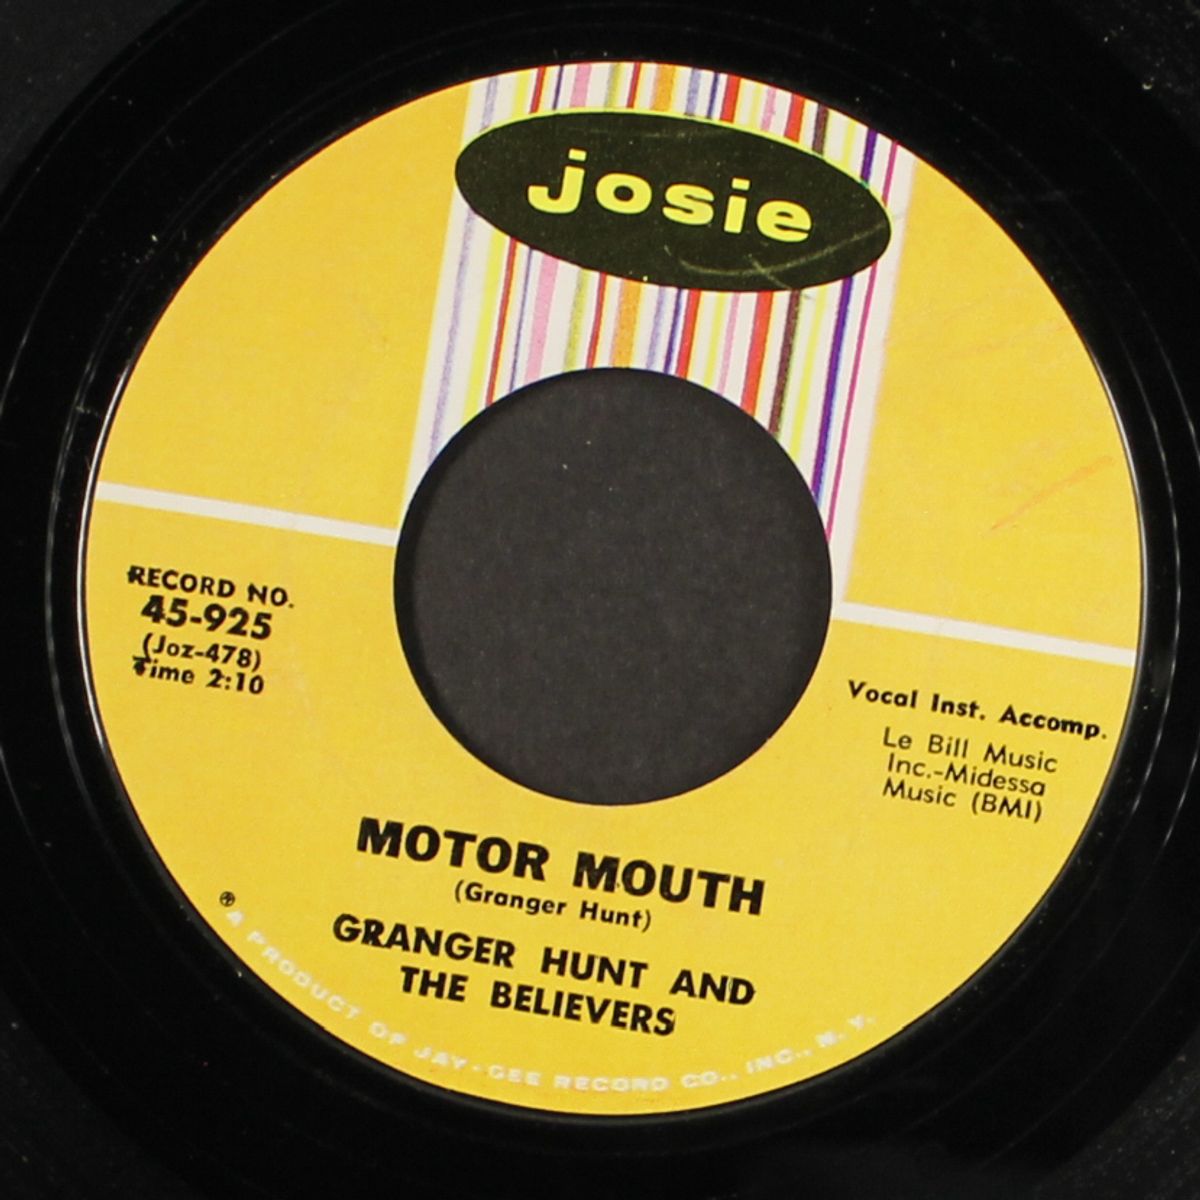 josie
RECORD NO.
45-925
(Joz-478)
Time 2:10
Vocal Inst. Accomp.
Le Bill Music
Inc.-Midessa
Music (BMI)
MOTOR MOUTH
(Granger Hunt)
GRANGER HUNT AND
THE BELIEVERS
A PRODUCT OF JAY-GEE RECORD CO., INC., N.Y.